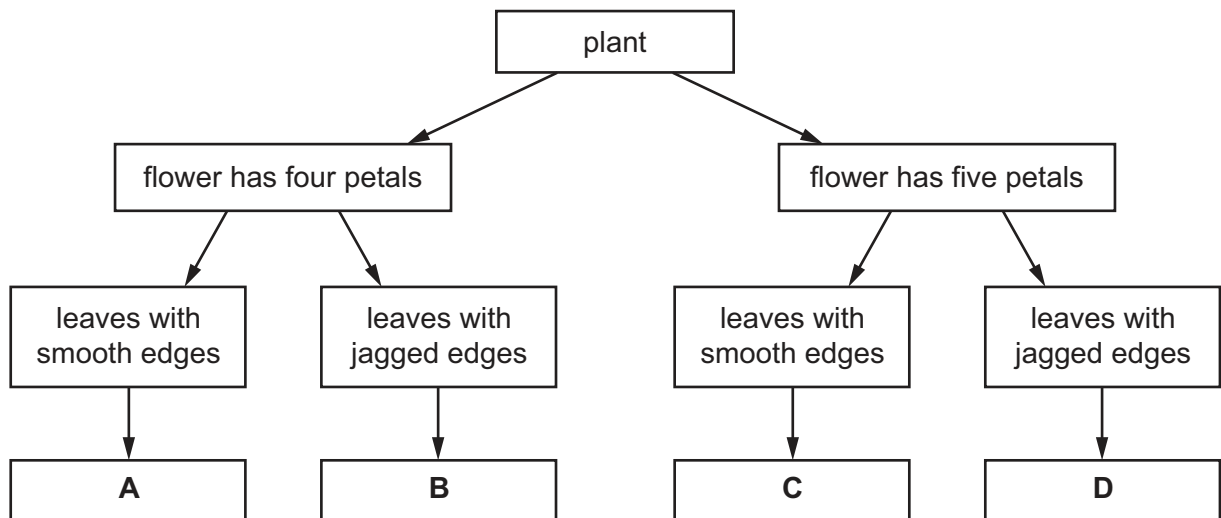 plant
flower has four petals
flower has five petals
leaves with
smooth edges
leaves with
jagged edges
leaves with
smooth edges
leaves with
jagged edges
A
B
C
D